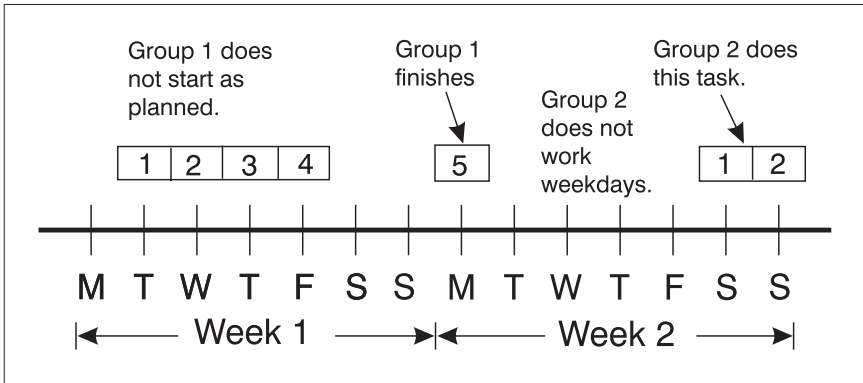 Group 1 does
not start as
planned.
Group 1
finishes
Group 2
does not
work
weekdays.
Group 2 does
this task.
1 2 3 4
5
1 2
M T W T F S S M T W T F S S
Week 1 Week 2